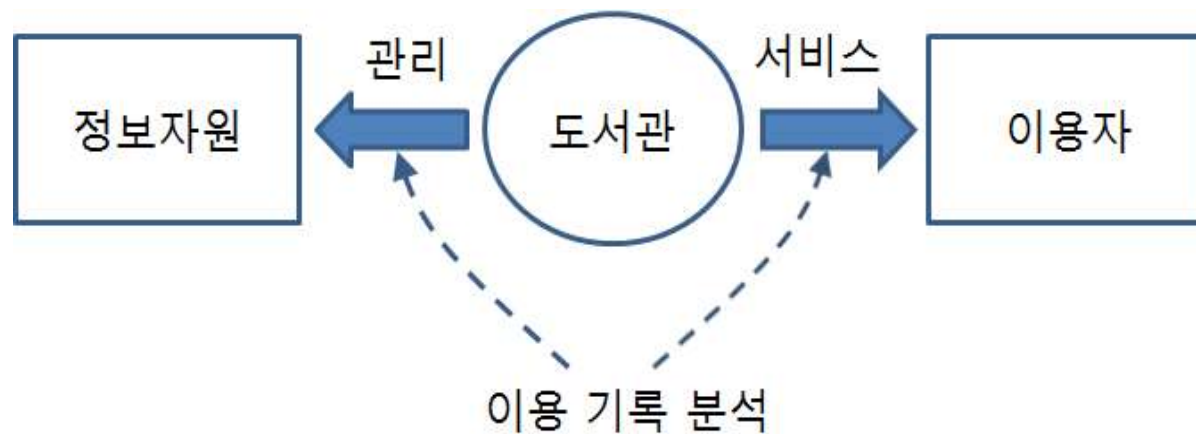 관리
서비스
정보자원
도서관
이용자
이용 기록 분석